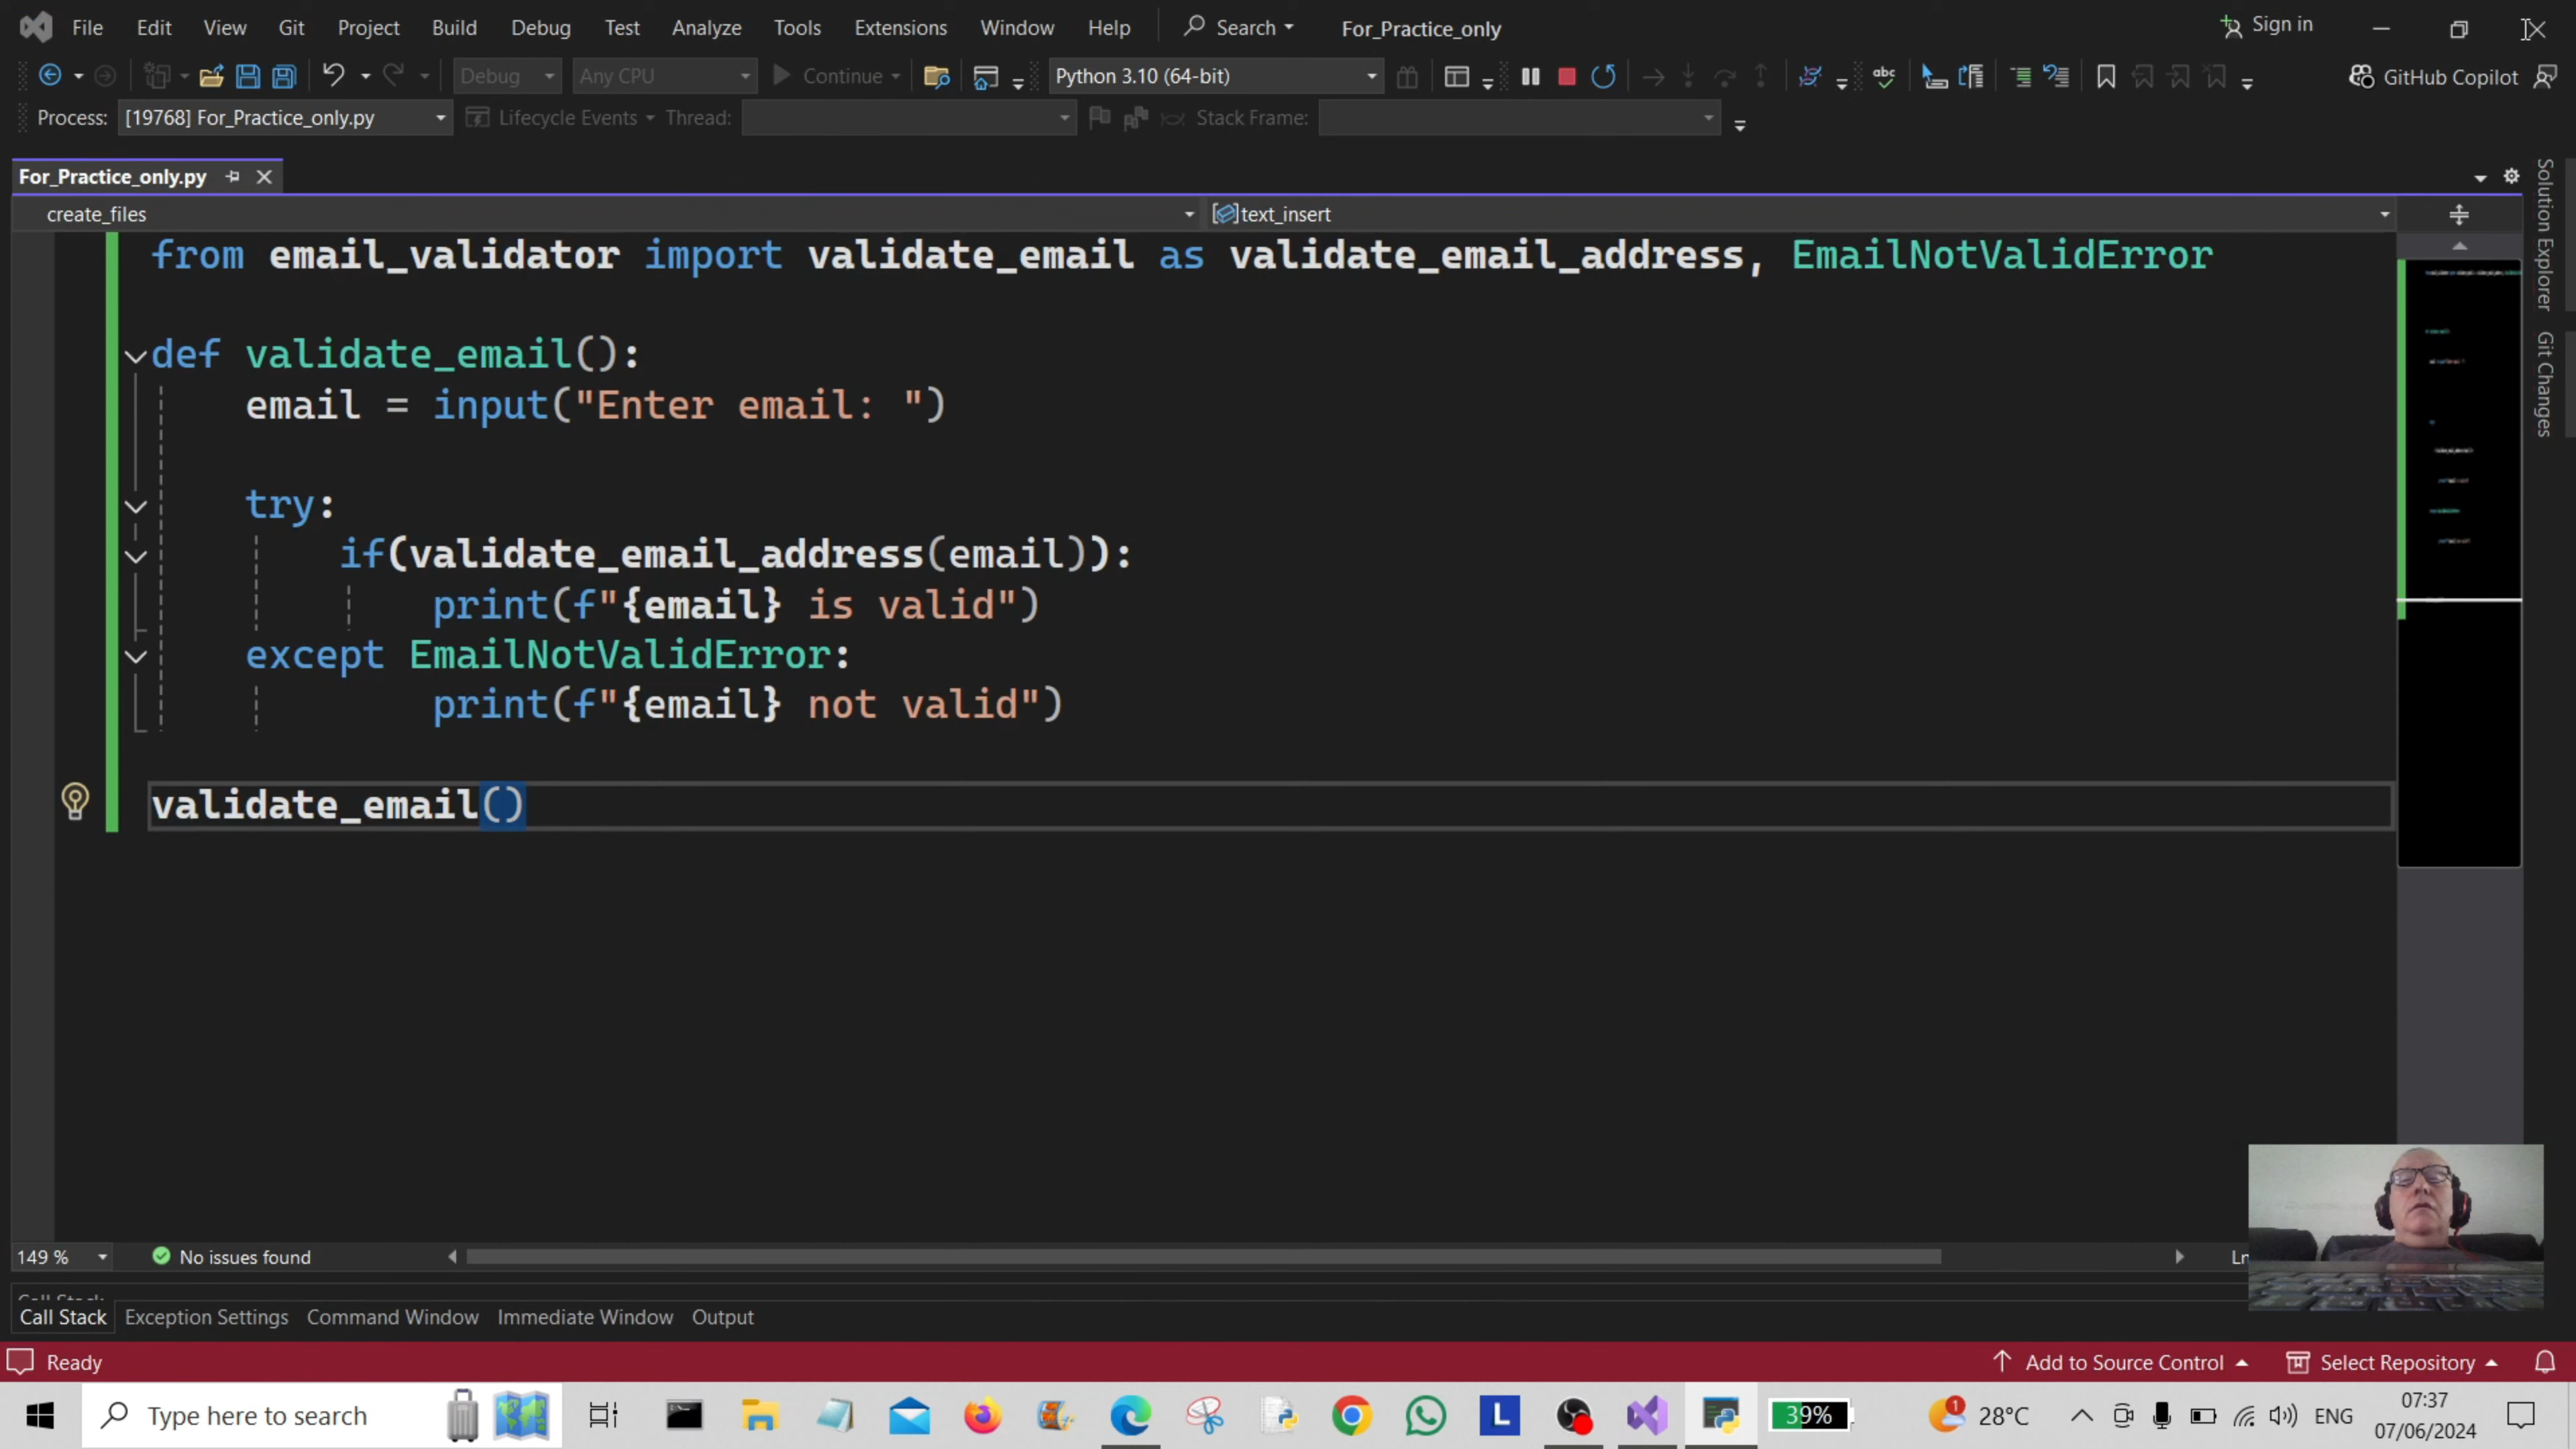 File Edit View Git Project Build Debug Test Analyze Tools Extensions Window Help Search For_Practice_only Sign in
Debug Any CPU Continue Python 3.10 (64-bit) abc GitHub Copilot
Process: [19768] For_Practice_only.py Lifecycle Events Thread: Stack Frame:
For_Practice_only.py
create_files text_insert
from email_validator import validate_email as validate_email_address, EmailNotValidError
def validate_email():
email = input("Enter email: ")
try:
if(validate_email_address(email)):
print(f"{email} is valid")
except EmailNotValidError:
print(f"{email} not valid")
validate_email()
Solution Explorer
Git Changes
149 % No issues found
Call Stack
Call Stack Exception Settings Command Window Immediate Window Output
Ready Add to Source Control Select Repository
Type here to search L 39% 1 28°C ENG 07:37
07/06/2024